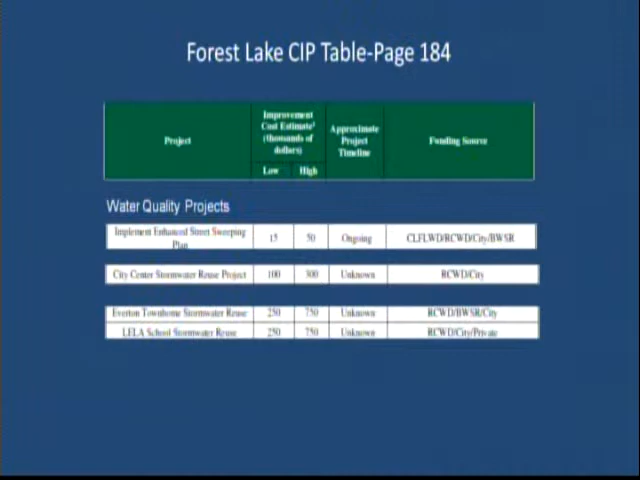 Forest Lake CIP Table-Page 184
Project
Improvement
Cost Estimate¹
(thousands of
dollars)
Low High
Approximate
Project
Timeline
Funding Source
Water Quality Projects
Implement Enhanced Street Sweeping
Plan
15 50 Ongoing CLFLWD/RCWD/City/BWSR
City Center Stormwater Reuse Project 100 300 Unknown RCWD/City
Everton Townhome Stormwater Reuse 250 750 Unknown RCWD/BWSR/City
LFLA School Stormwater Reuse 250 750 Unknown RCWD/City/Private